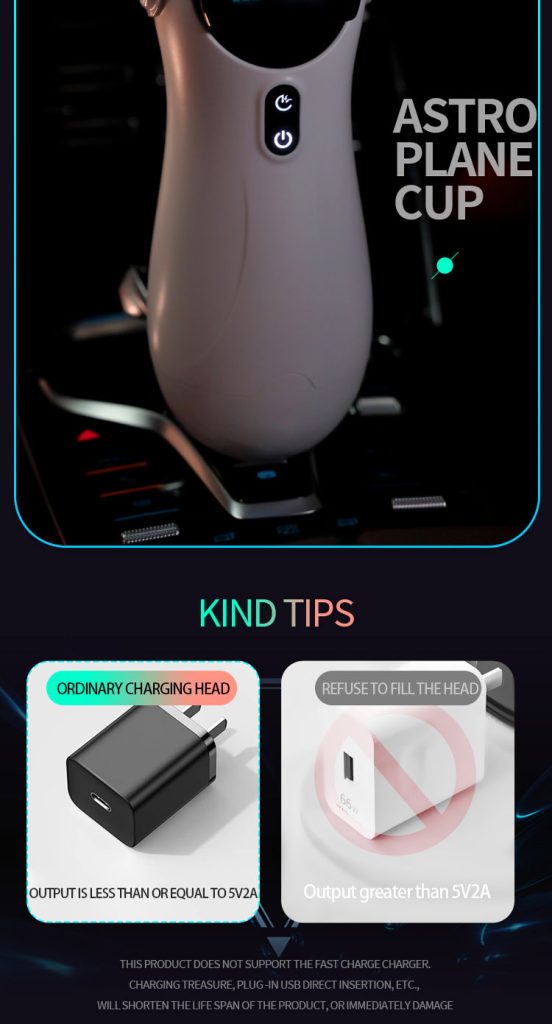 ASTRO
PLANE
CUP
KIND TIPS
ORDINARY CHARGING HEAD
REFUSE TO FILL THE HEAD
66W
OUTPUT IS LESS THAN OR EQUAL TO 5V2A
Output greater than 5V2A
THIS PRODUCT DOES NOT SUPPORT THE FAST CHARGE CHARGER.
CHARGING TREASURE, PLUG -IN USB DIRECT INSERTION, ETC.,
WILL SHORTEN THE LIFE SPAN OF THE PRODUCT, OR IMMEDIATELY DAMAGE